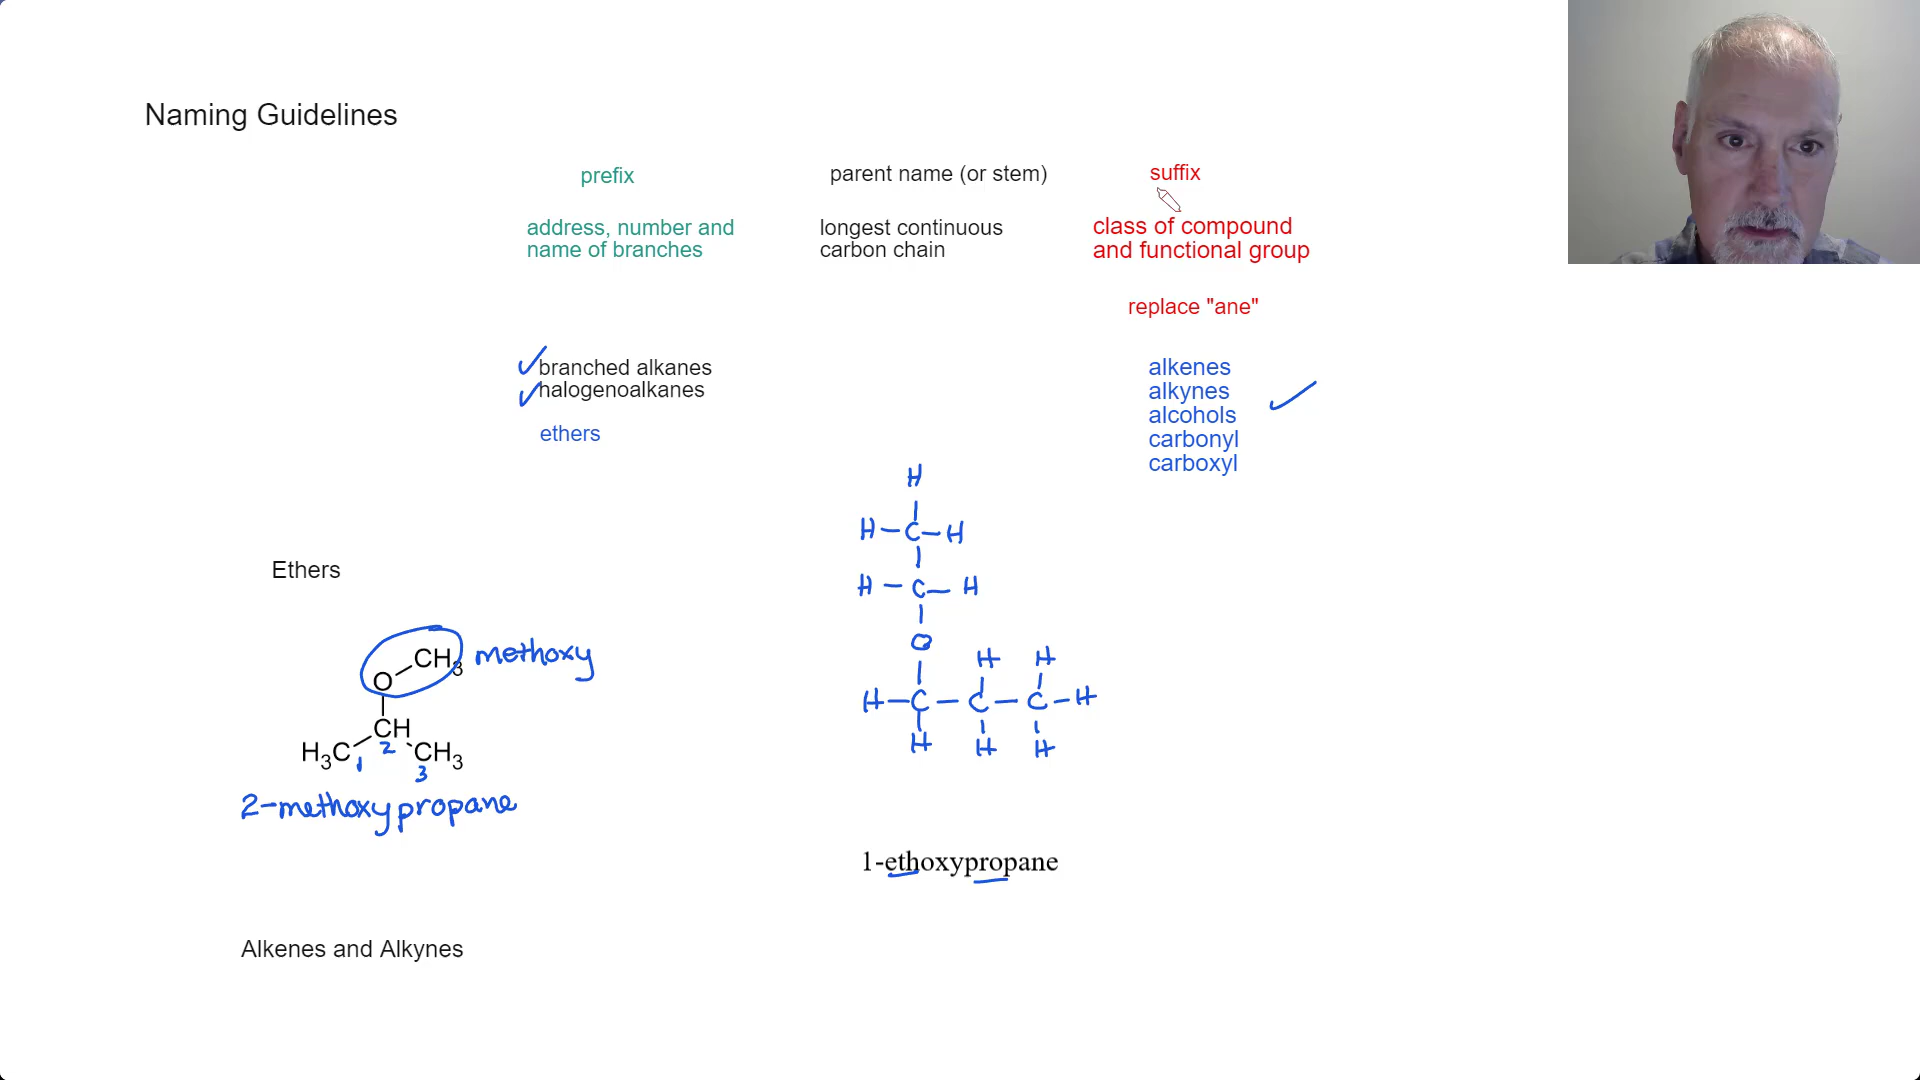 Naming Guidelines
prefix
parent name (or stem)
suffix
address, number and
name of branches
longest continuous
carbon chain
class of compound
and functional group
replace "ane"
branched alkanes
halogenoalkanes
ethers
alkenes
alkynes
alcohols
carbonyl
carboxyl
Ethers
CH3 methoxy
O
CH
2
H3C CH3
1 3
2-methoxypropane
H
H-C-H
H-C-H
O
H H
H-C-C-C-H
H H H
1-ethoxypropane
Alkenes and Alkynes